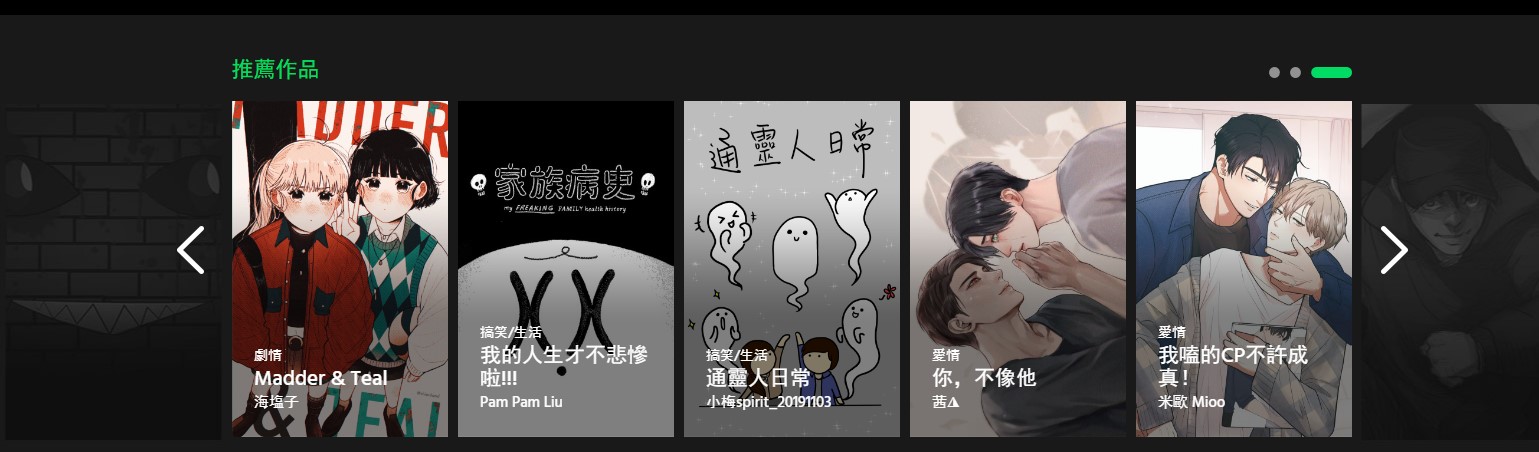 推薦作品
MADDER
劇情
Madder & Teal
海塩子
& TEAL
家族病史
my FREAKING FAMILY health history
搞笑/生活
我的人生才不悲慘
啦!!!
Pam Pam Liu
通靈人日常
搞笑/生活
通靈人日常
小梅spirit_20191103
愛情
你，不像他
茜⋭
愛情
我嗑的CP不許成
真！
米歐 Mioo